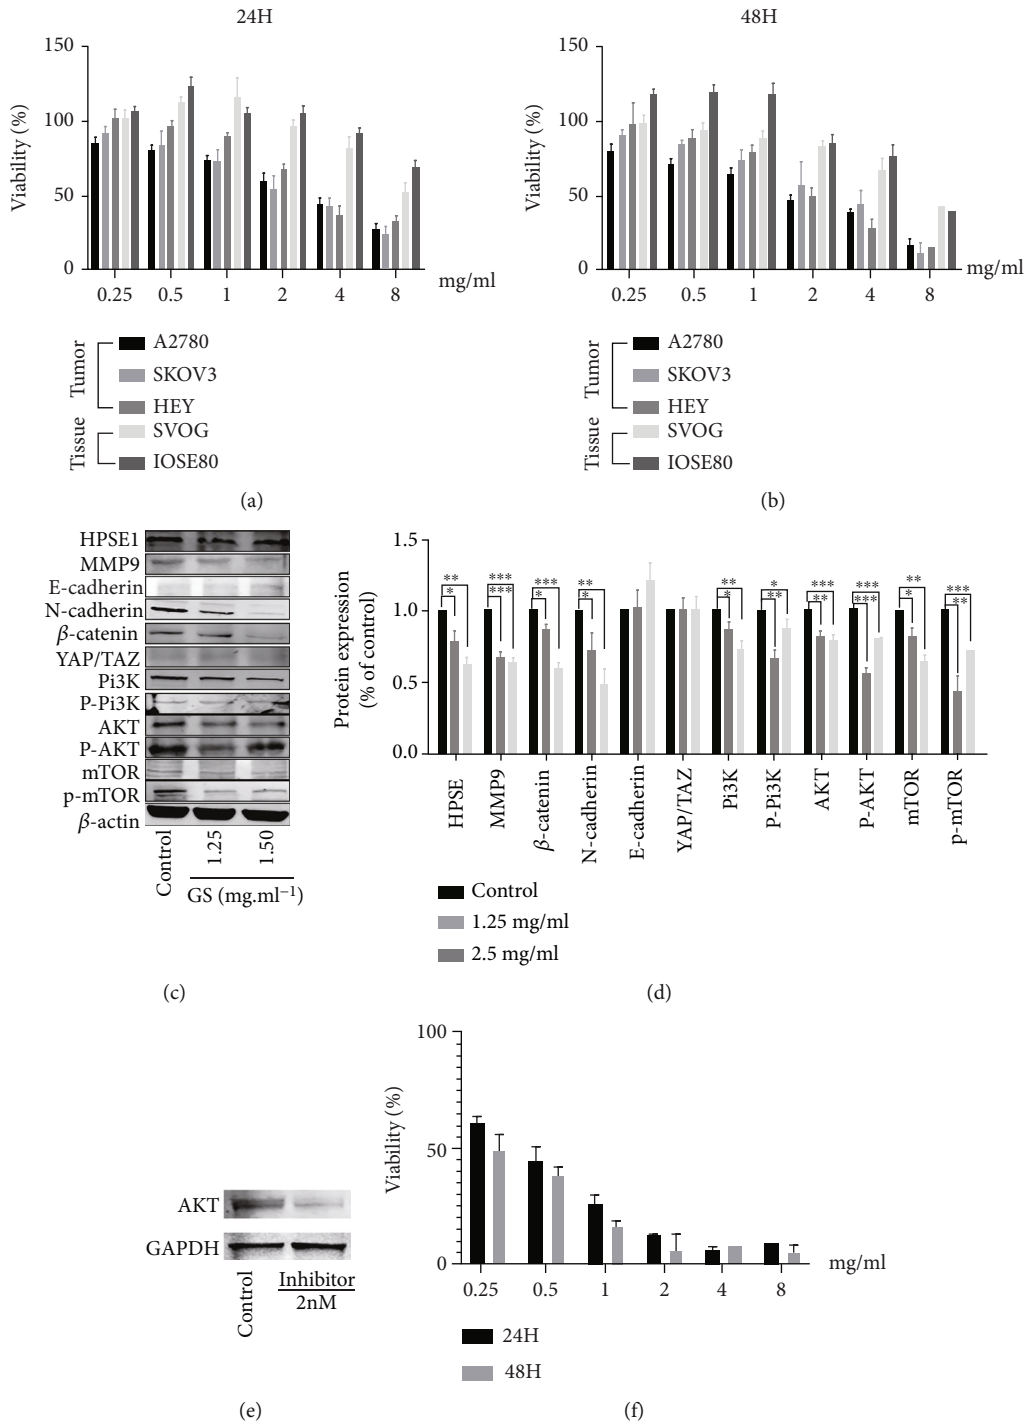 24H
150
100
50
0
Viability (%)
0.25 0.5 1 2 4 8
mg/ml
Tumor
A2780
SKOV3
HEY
Tissue
SVOG
IOSE80
(a)
48H
150
100
50
0
Viability (%)
0.25 0.5 1 2 4 8
mg/ml
Tumor
A2780
SKOV3
HEY
Tissue
SVOG
IOSE80
(b)
HPSE1
MMP9
E-cadherin
N-cadherin
β-catenin
YAP/TAZ
Pi3K
P-Pi3K
AKT
P-AKT
mTOR
p-mTOR
β-actin
Control
1.25
1.50
GS (mg.ml⁻¹)
(c)
1.5
1.0
0.5
0.0
Protein expression
(% of control)
** *** *** ** ** * *** *** ** ***
* *** * * * ** ** *** * **
HPSE
MMP9
β-catenin
N-cadherin
E-cadherin
YAP/TAZ
Pi3K
P-Pi3K
AKT
P-AKT
mTOR
p-mTOR
Control
1.25 mg/ml
2.5 mg/ml
(d)
AKT
GAPDH
Control
Inhibitor
2nM
(e)
100
50
0
Viability (%)
0.25 0.5 1 2 4 8
mg/ml
24H
48H
(f)